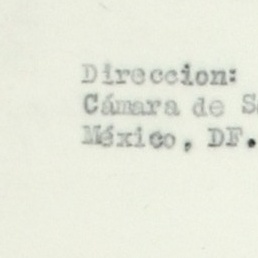 Direccion:
Cámara de S
México, DF.